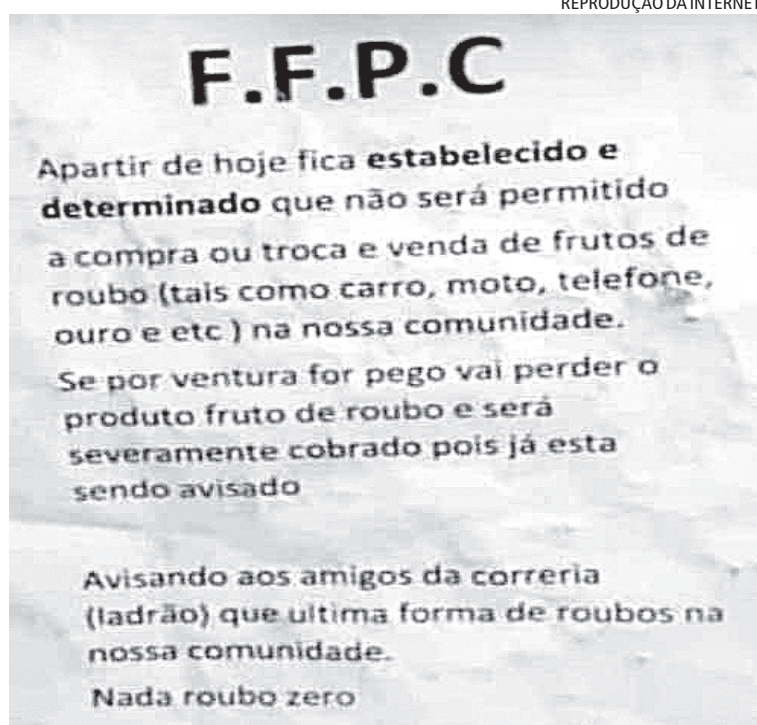 REPRODUÇÃO DA INTERNET
F.F.P.C
Apartir de hoje fica estabelecido e
determinado que não será permitido
a compra ou troca e venda de frutos de
roubo (tais como carro, moto, telefone,
ouro e etc ) na nossa comunidade.
Se por ventura for pego vai perder o
produto fruto de roubo e será
severamente cobrado pois já esta
sendo avisado
Avisando aos amigos da correria
(ladrão) que ultima forma de roubos na
nossa comunidade.
Nada roubo zero